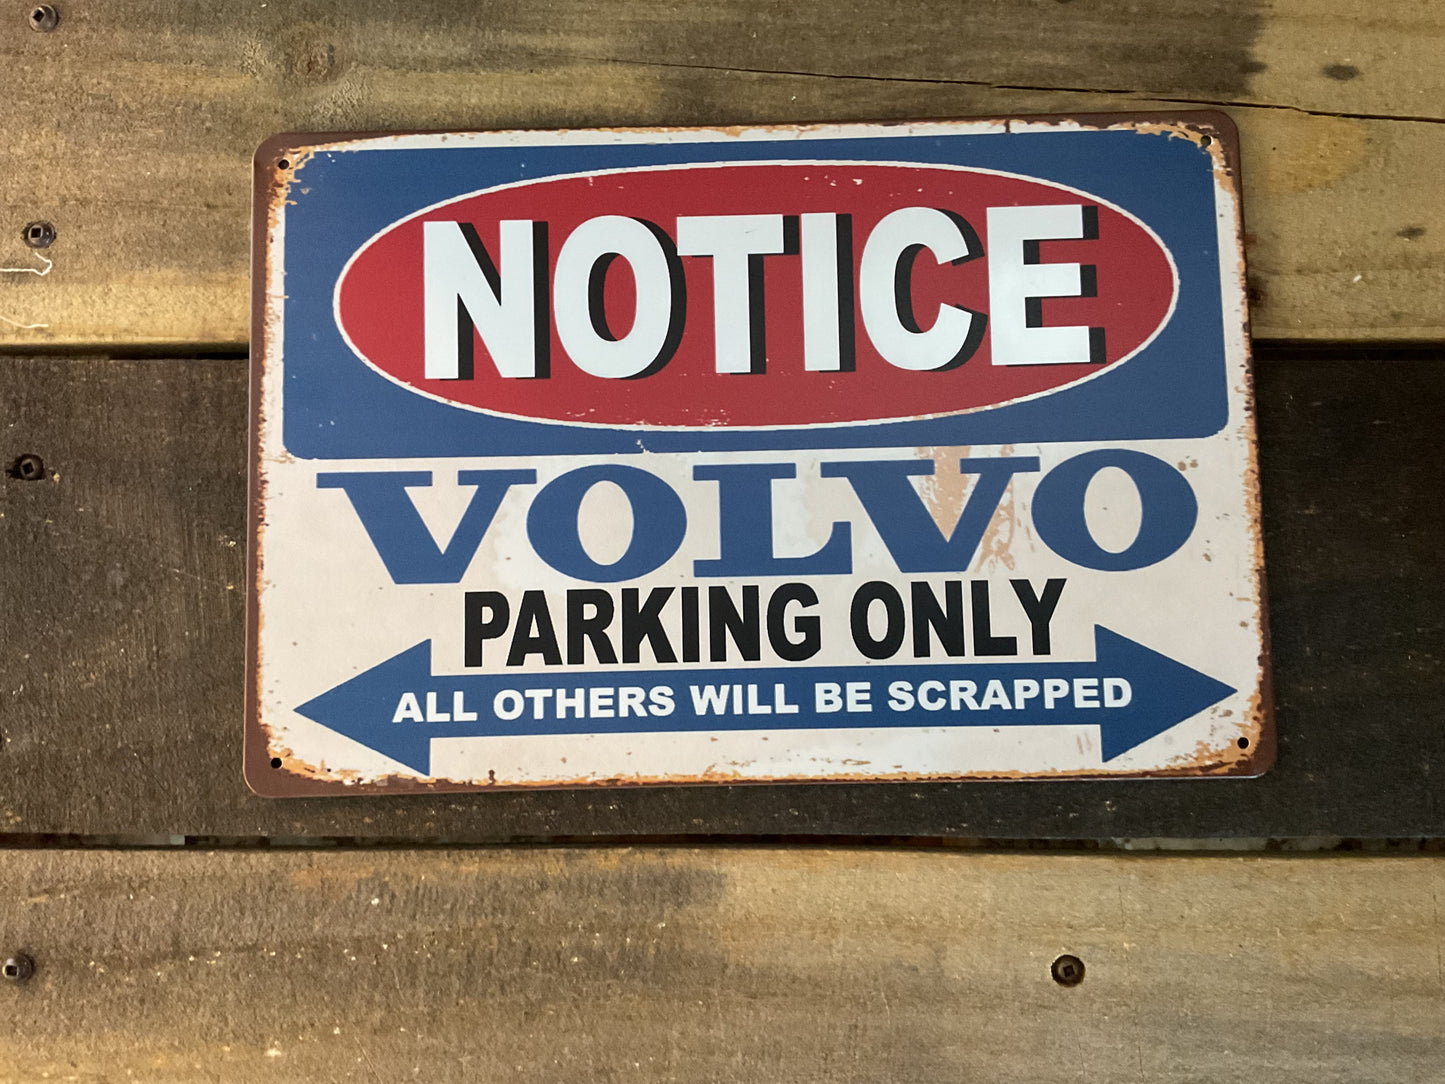 NOTICE
VOLVO
PARKING ONLY
ALL OTHERS WILL BE SCRAPPED